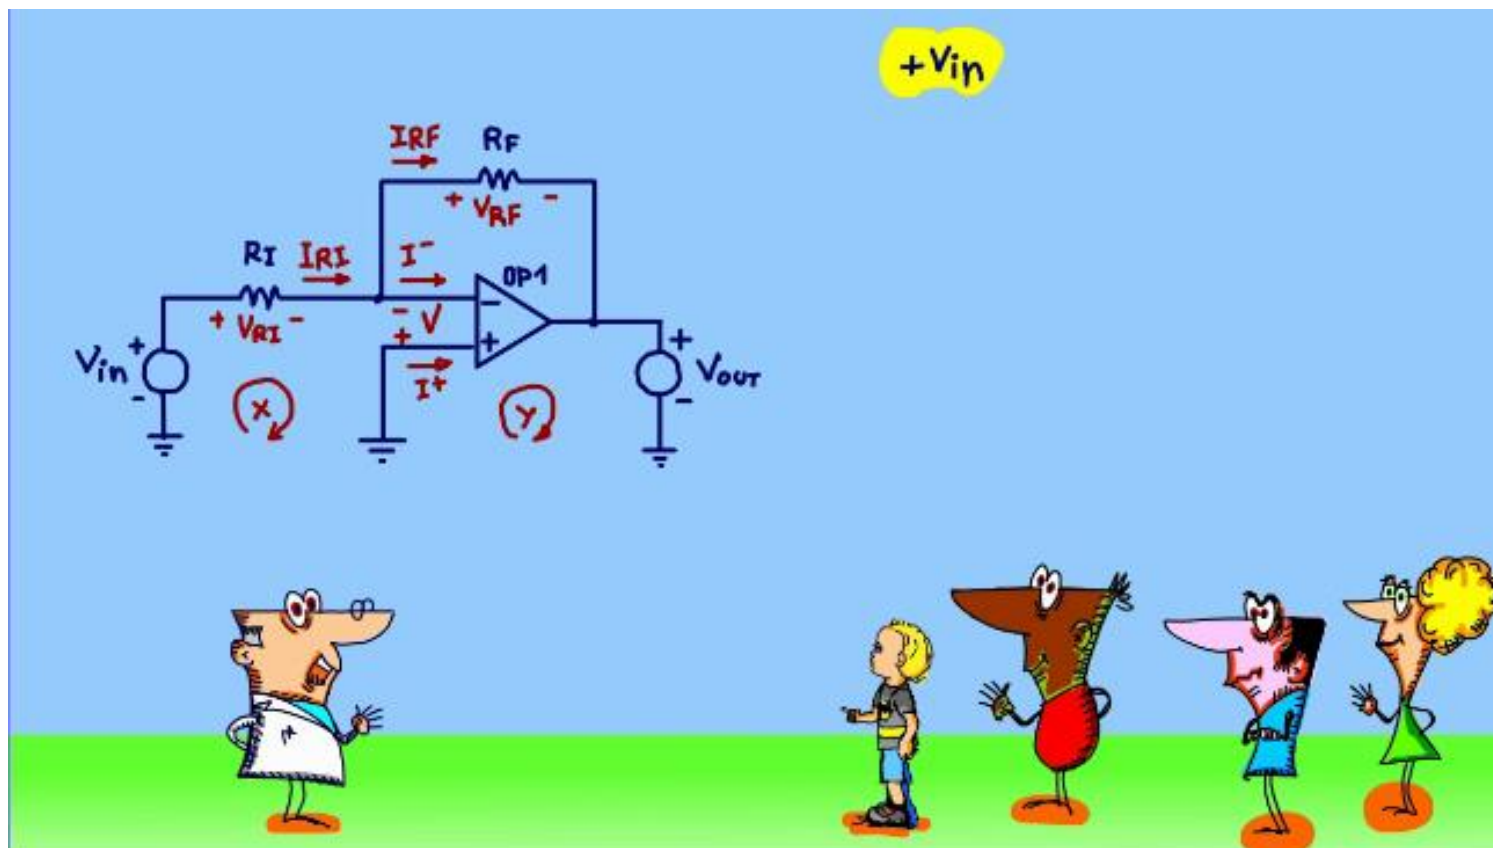 +Vin
IRF
RF
+ VRF -
RI
IRI
I-
OP1
+ VRI -
- V +
-
+
Vin
+
-
I+
X
Y
+
-
VOUT